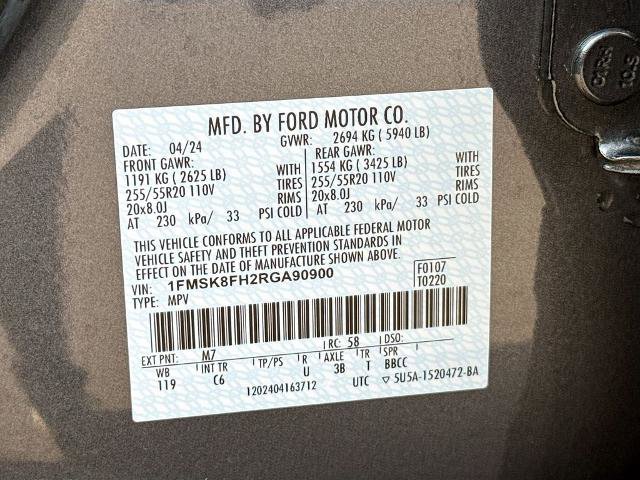 MFD. BY FORD MOTOR CO.
DATE: 04/24 GVWR: 2694 KG ( 5940 LB)
FRONT GAWR: REAR GAWR:
1191 KG ( 2625 LB) WITH 1554 KG ( 3425 LB) WITH
255/55R20 110V TIRES 255/55R20 110V TIRES
20x8.0J RIMS 20x8.0J RIMS
AT 230 kPa/ 33 PSI COLD AT 230 kPa/ 33 PSI COLD
THIS VEHICLE CONFORMS TO ALL APPLICABLE FEDERAL MOTOR
VEHICLE SAFETY AND THEFT PREVENTION STANDARDS IN
EFFECT ON THE DATE OF MANUFACTURE SHOWN ABOVE.
VIN: 1FMSK8FH2RGA90900 F0107
TYPE: MPV T0220
EXT PNT: M7 RC: 58 DSO:
WB INT TR TP/PS R AXLE TR SPR
119 C6 U 3B T BBCC
1202404163712 UTC ▽ 5U5A-1520472-BA